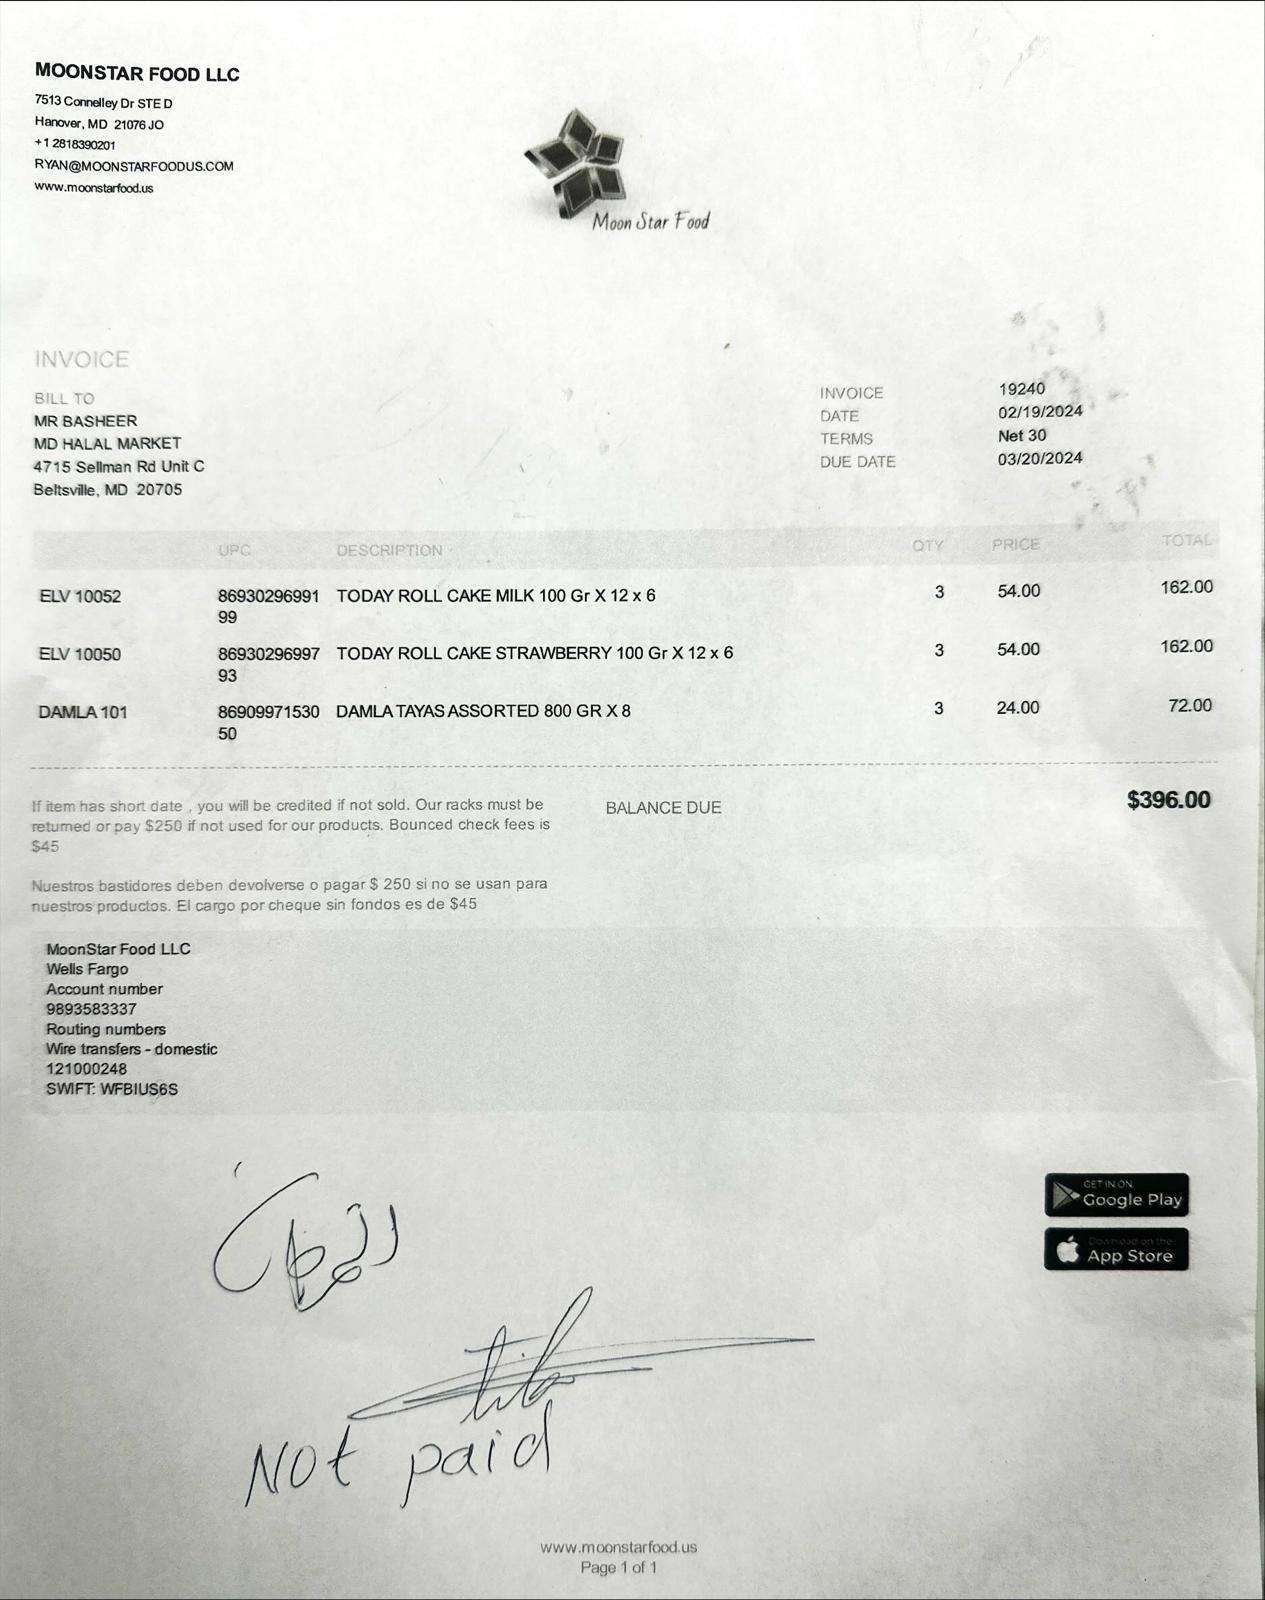 MOONSTAR FOOD LLC
7513 Connelley Dr STE D
Hanover, MD 21076 JO
+1 2818390201
RYAN@MOONSTARFOODUS.COM
www.moonstarfood.us
Moon Star Food
INVOICE
BILL TO
MR BASHEER
MD HALAL MARKET
4715 Sellman Rd Unit C
Beltsville, MD 20705
INVOICE 19240
DATE 02/19/2024
TERMS Net 30
DUE DATE 03/20/2024
UPC DESCRIPTION QTY PRICE TOTAL
ELV 10052 86930296991 TODAY ROLL CAKE MILK 100 Gr X 12 x 6 3 54.00 162.00
99
ELV 10050 86930296997 TODAY ROLL CAKE STRAWBERRY 100 Gr X 12 x 6 3 54.00 162.00
93
DAMLA 101 86909971530 DAMLA TAYAS ASSORTED 800 GR X 8 3 24.00 72.00
50
If item has short date , you will be credited if not sold. Our racks must be
returned or pay $250 if not used for our products. Bounced check fees is
$45
BALANCE DUE $396.00
Nuestros bastidores deben devolverse o pagar $ 250 si no se usan para
nuestros productos. El cargo por cheque sin fondos es de $45
MoonStar Food LLC
Wells Fargo
Account number
9893583337
Routing numbers
Wire transfers - domestic
121000248
SWIFT: WFBIUS6S
GET IN ON
Google Play
Download on the
App Store
Not paid
www.moonstarfood.us
Page 1 of 1